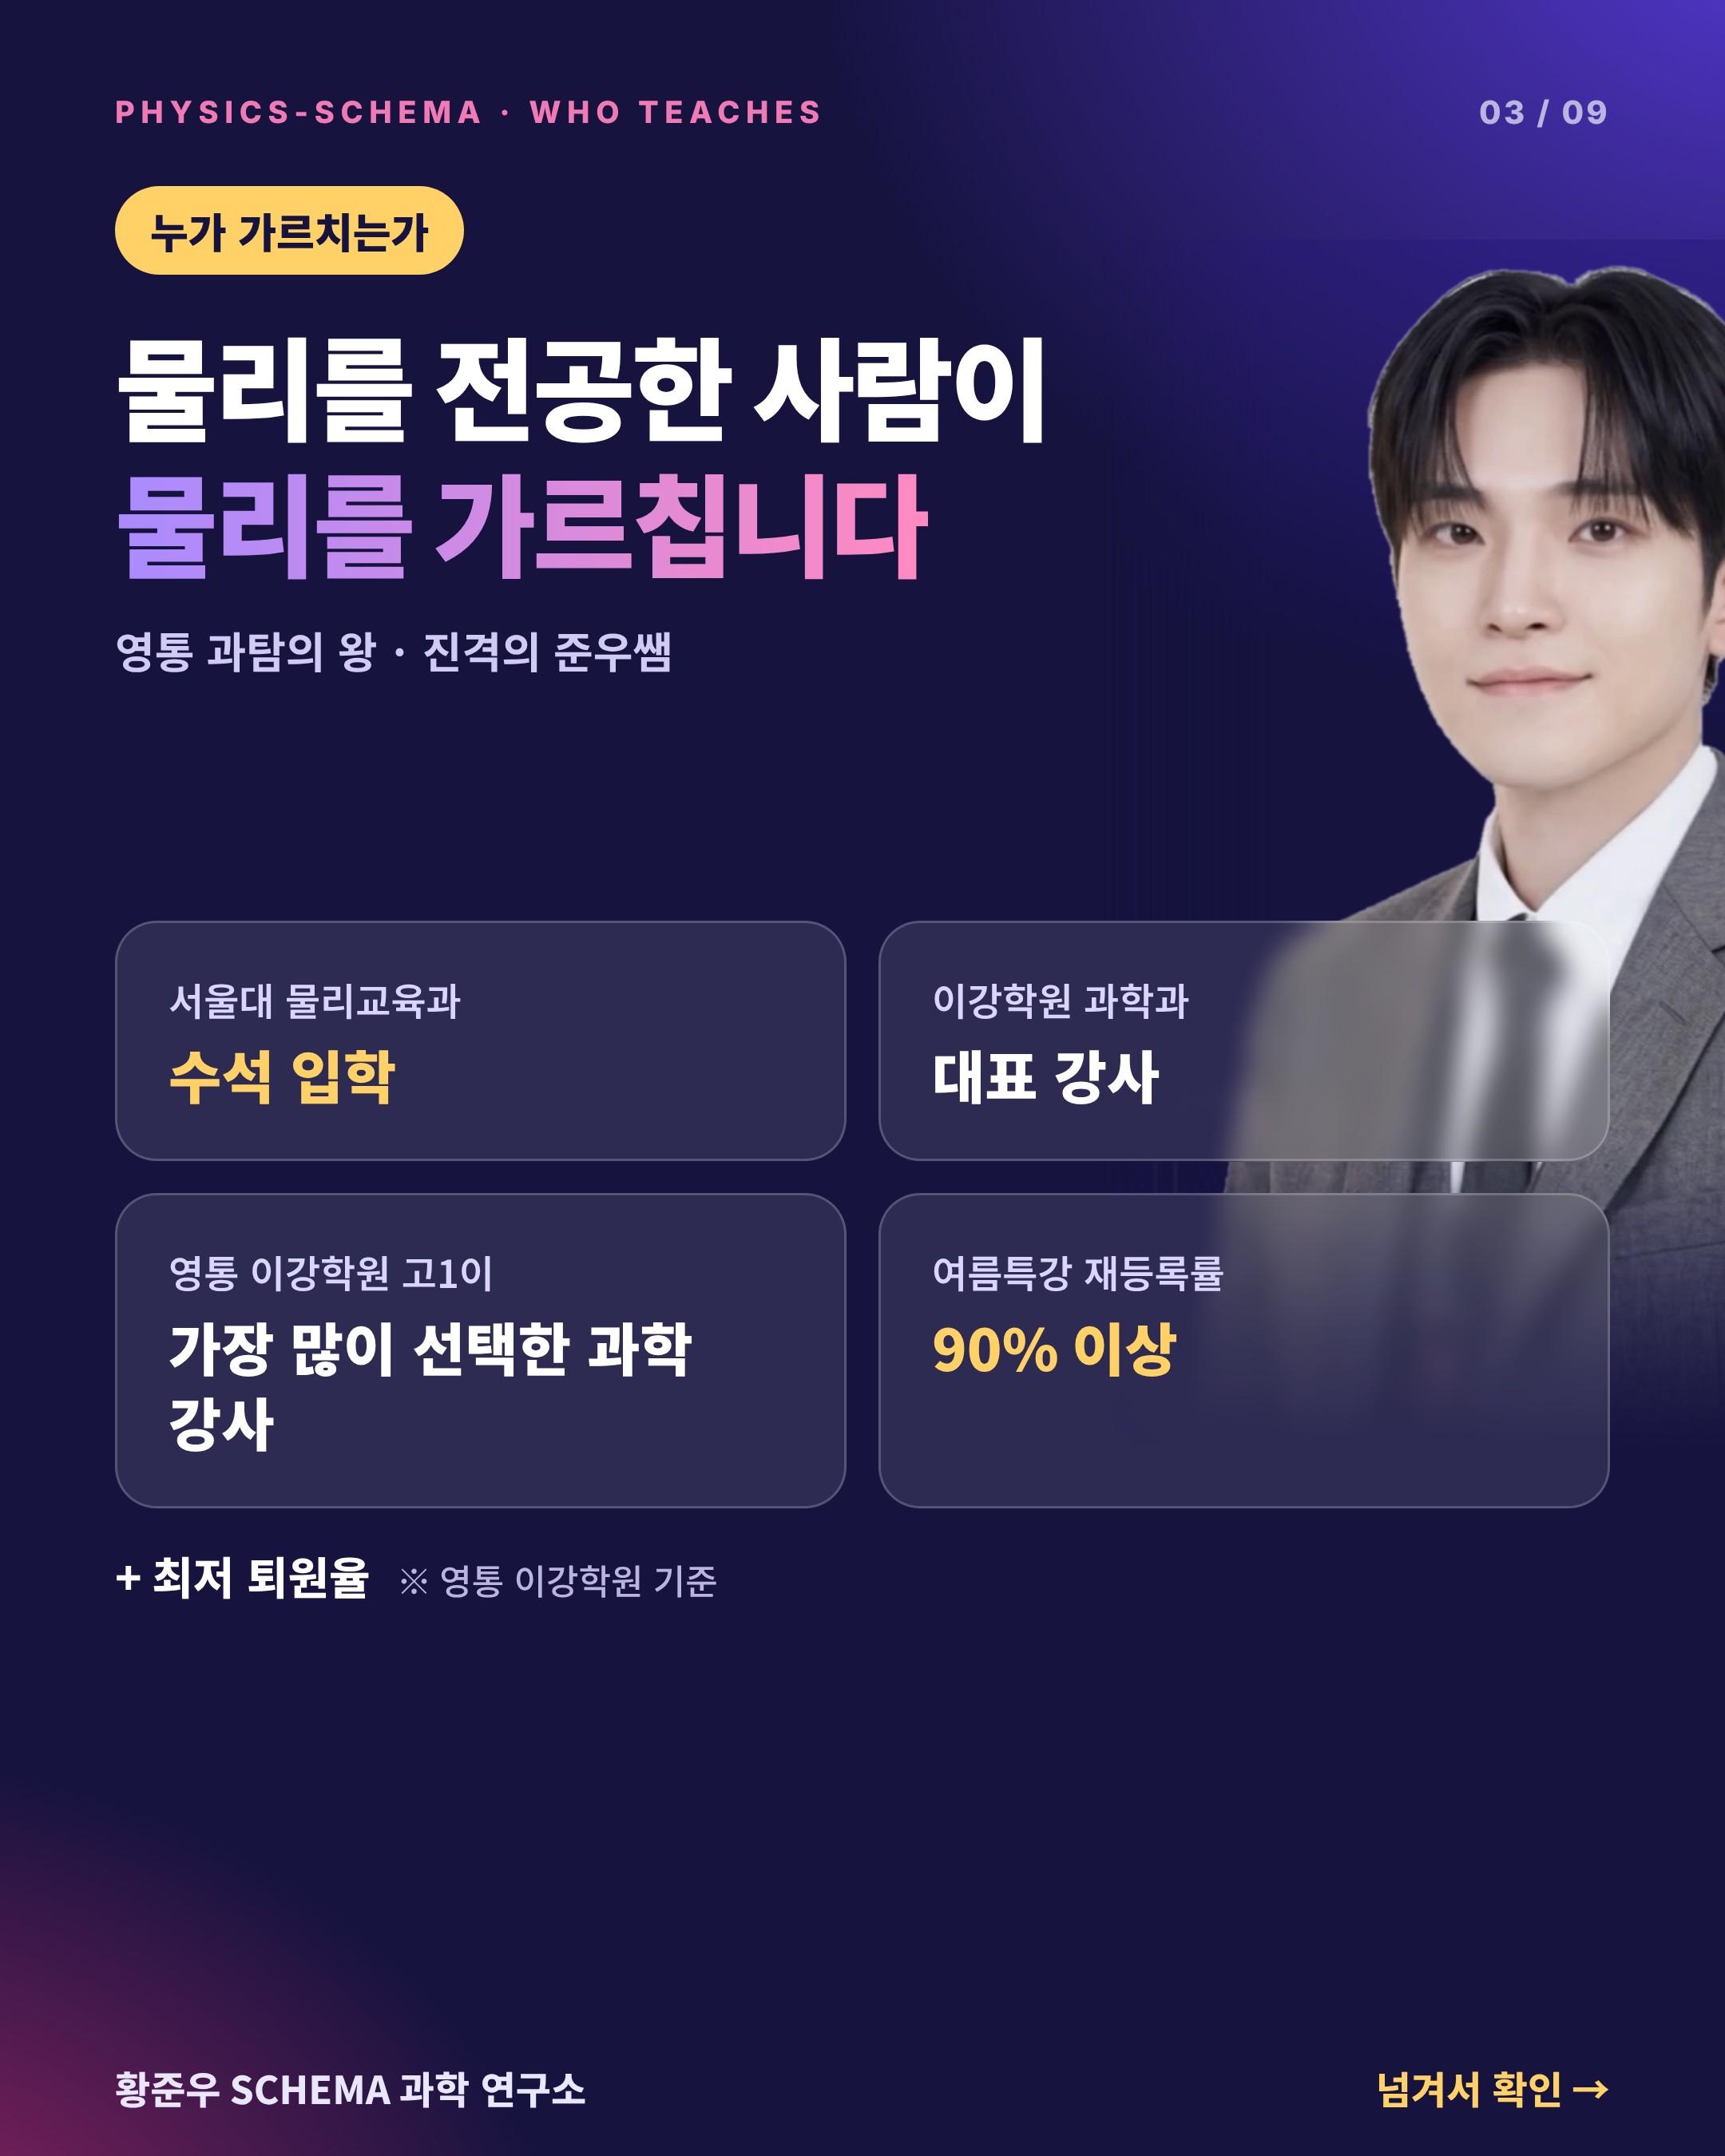 PHYSICS-SCHEMA · WHO TEACHES
03 / 09
누가 가르치는가
물리를 전공한 사람이
물리를 가르칩니다
영통 과탐의 왕 · 진격의 준우쌤
서울대 물리교육과
수석 입학
이강학원 과학과
대표 강사
영통 이강학원 고1이
가장 많이 선택한 과학
강사
여름특강 재등록률
90% 이상
+ 최저 퇴원율 ※ 영통 이강학원 기준
황준우 SCHEMA 과학 연구소
넘겨서 확인 →